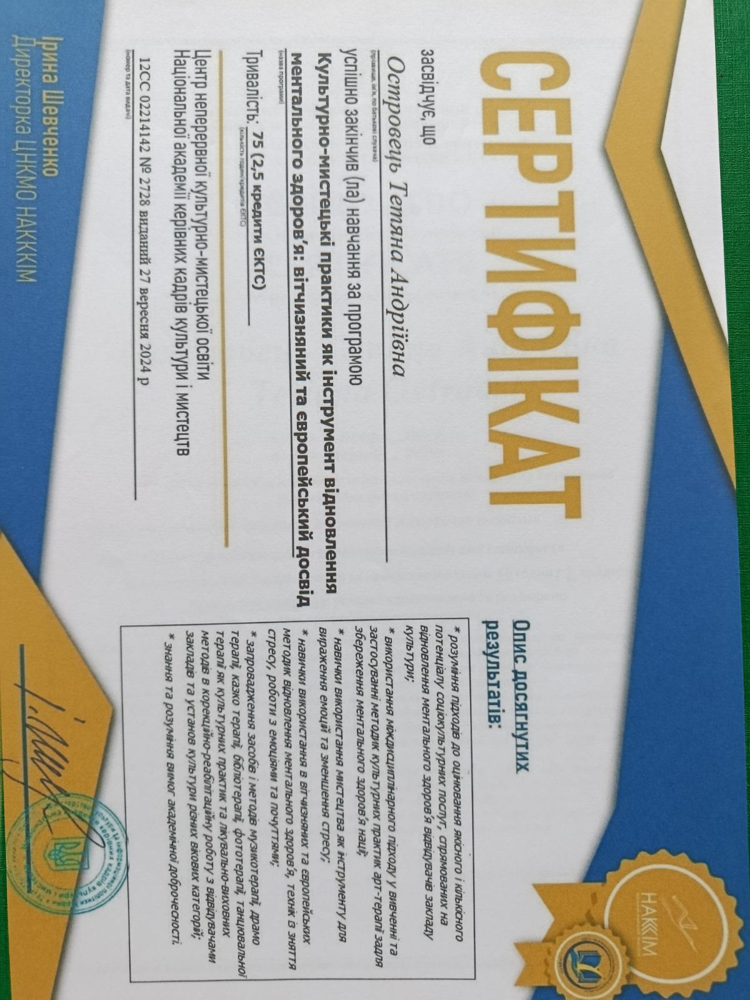 СЕРТИФІКАТ
засвідчує, що
Островець Тетяна Андріївна
(прізвище, ім'я, по батькові слухача)
успішно закінчив (ла) навчання за програмою
Культурно-мистецькі практики як інструмент відновлення
ментального здоров'я: вітчизняний та європейський досвід
(назва програми)
Тривалість: 75 (2,5 кредити ЄКТС)
(кількість годин/кредитів ЄКТС)
Центр неперервної культурно-мистецької освіти
Національної академії керівних кадрів культури і мистецтв
12СС 02214142 № 2728 виданий 27 вересня 2024 р
(номер та дата видачі)
Ірина Шевченко
Директорка ЦНКМО НАКККІМ
Опис досягнутих
результатів:
* розуміння підходів до оцінювання якісного і кількісного
потенціалу соціокультурних послуг, спрямованих на
відновлення ментального здоров'я відвідувачів закладу
культури;
* використання міждисциплінарного підходу у вивченні та
застосуванні методик культурних практик арт-терапії задля
збереження ментального здоров'я нації;
* навички використання мистецтва як інструменту для
вираження емоцій та зменшення стресу;
* навички використання в вітчизняних та європейських
методик відновлення ментального здоров'я, технік із зняття
стресу, роботи з емоціями та почуттями;
* запровадження засобів і методів музикотерапії, драмо
терапії, казко терапії, бібліотерапії, фототерапії, танцювальної
терапії як культурних практик та лікувально-виховних
методів в корекційно-реабілітаційну роботу з відвідувачами
закладів та установ культури різних вікових категорій;
* знання та розуміння вимог академічної доброчесності.
НАКККІМ